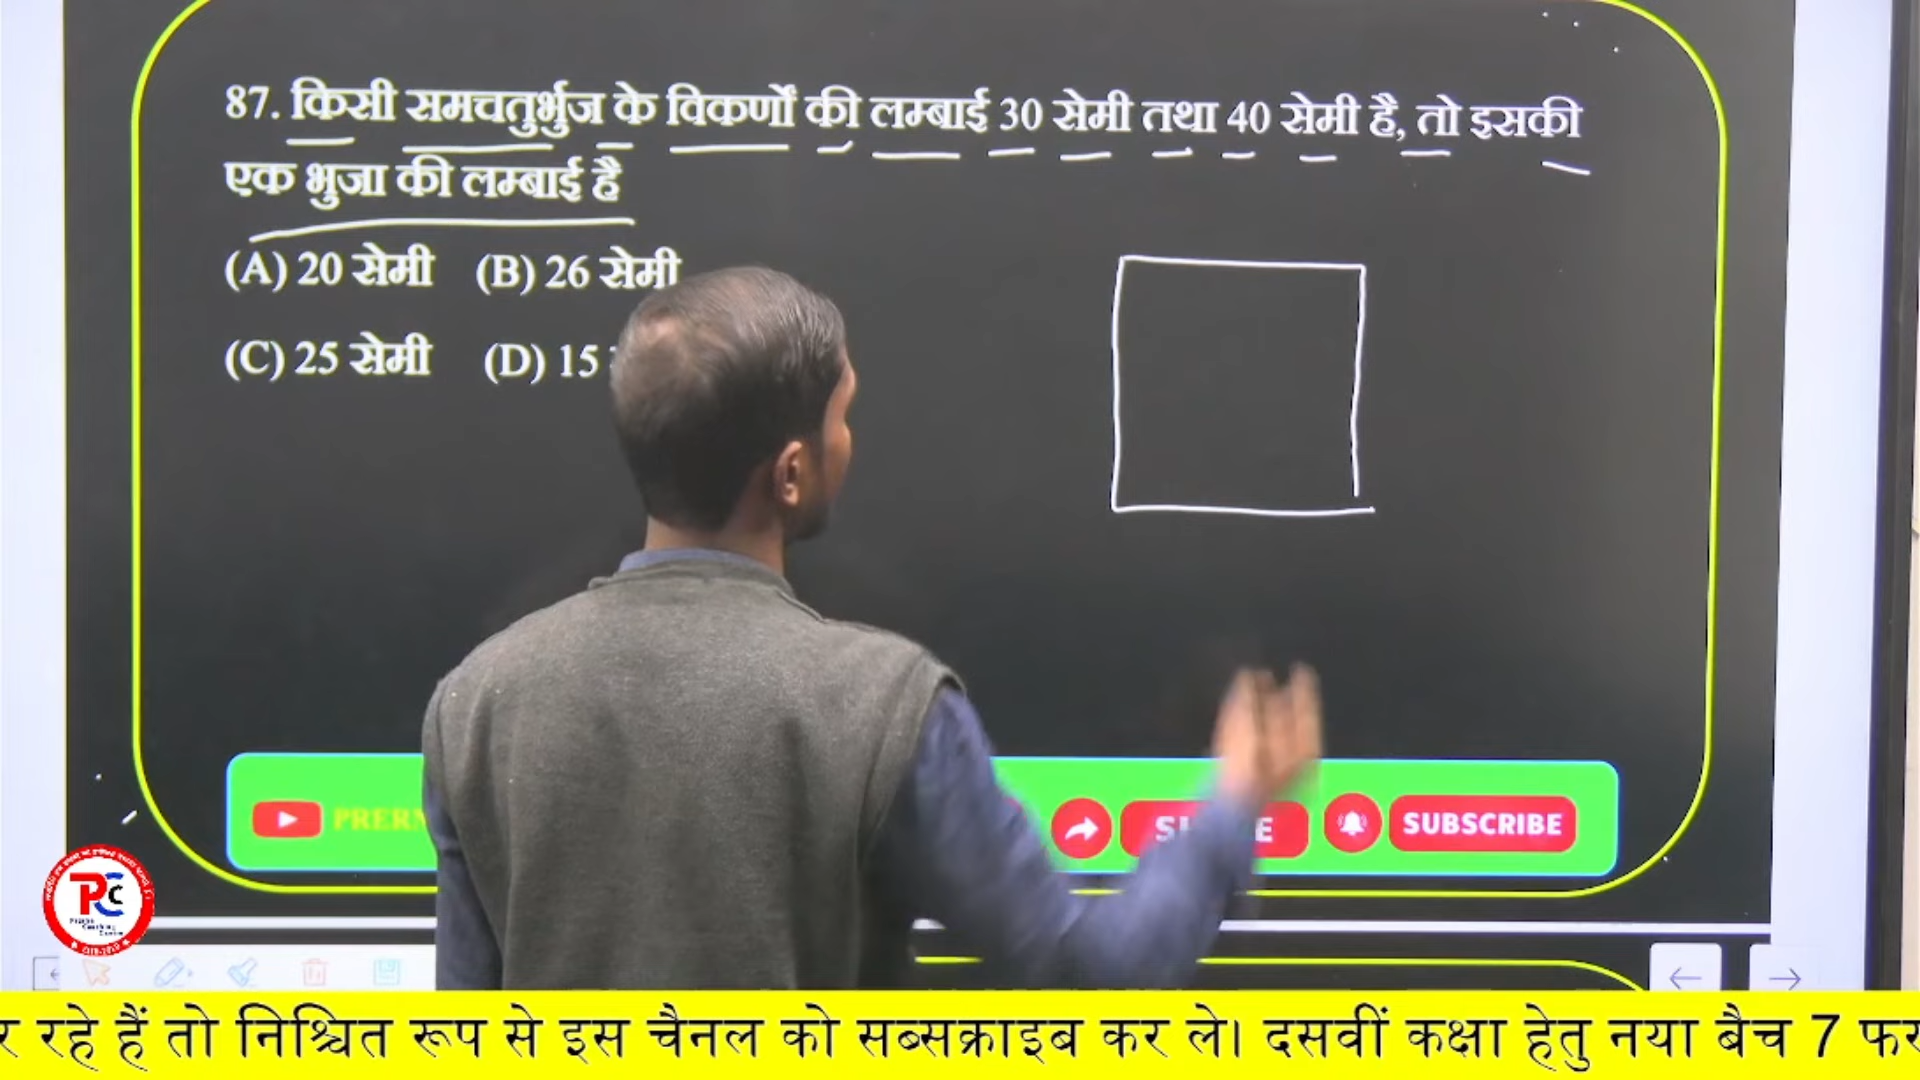 87. किसी समचतुर्भुज के विकर्णों की लम्बाई 30 सेमी तथा 40 सेमी है, तो इसकी
एक भुजा की लम्बाई है
(A) 20 सेमी (B) 26 सेमी
(C) 25 सेमी (D) 15
SUBSCRIBE
PCC
रहे हैं तो निश्चित रूप से इस चैनल को सब्सक्राइब कर ले। दसवीं कक्षा हेतु नया बैच 7